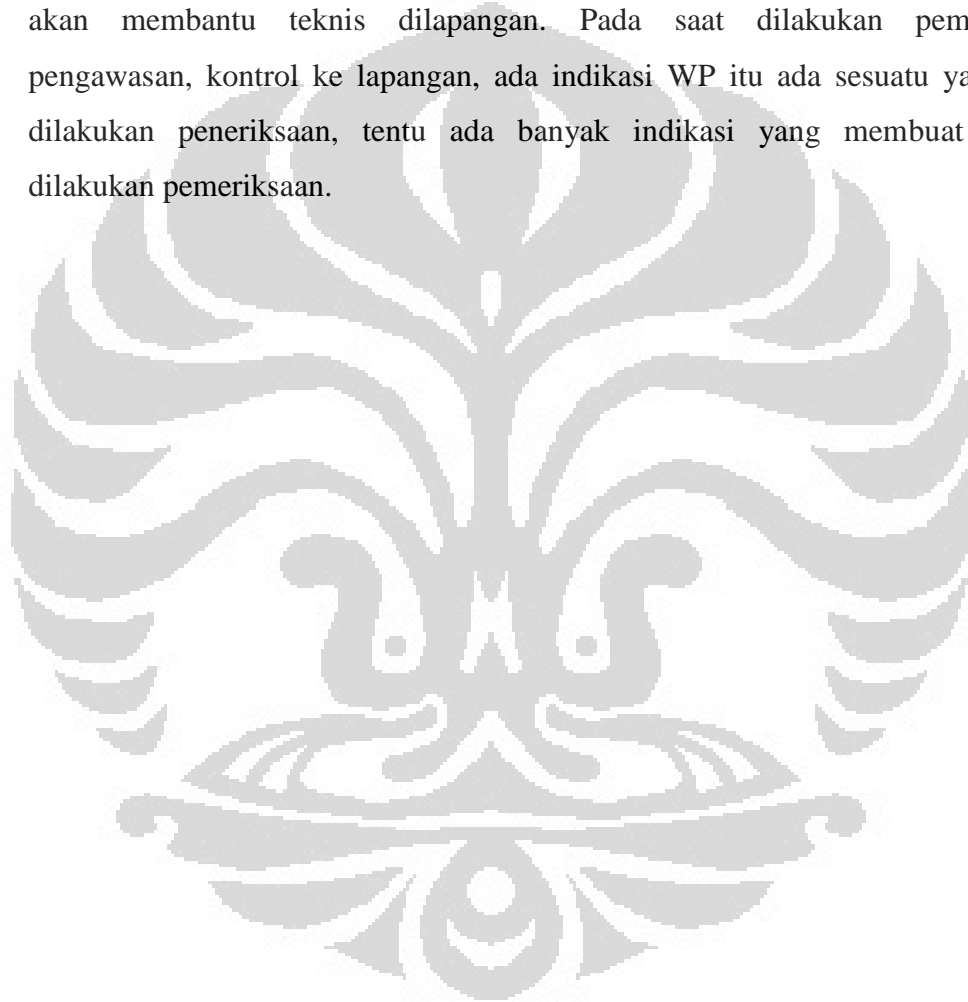 akan membantu teknis dilapangan. Pada saat dilakukan pem
pengawasan, kontrol ke lapangan, ada indikasi WP itu ada sesuatu ya
dilakukan peneriksaan, tentu ada banyak indikasi yang membuat
dilakukan pemeriksaan.